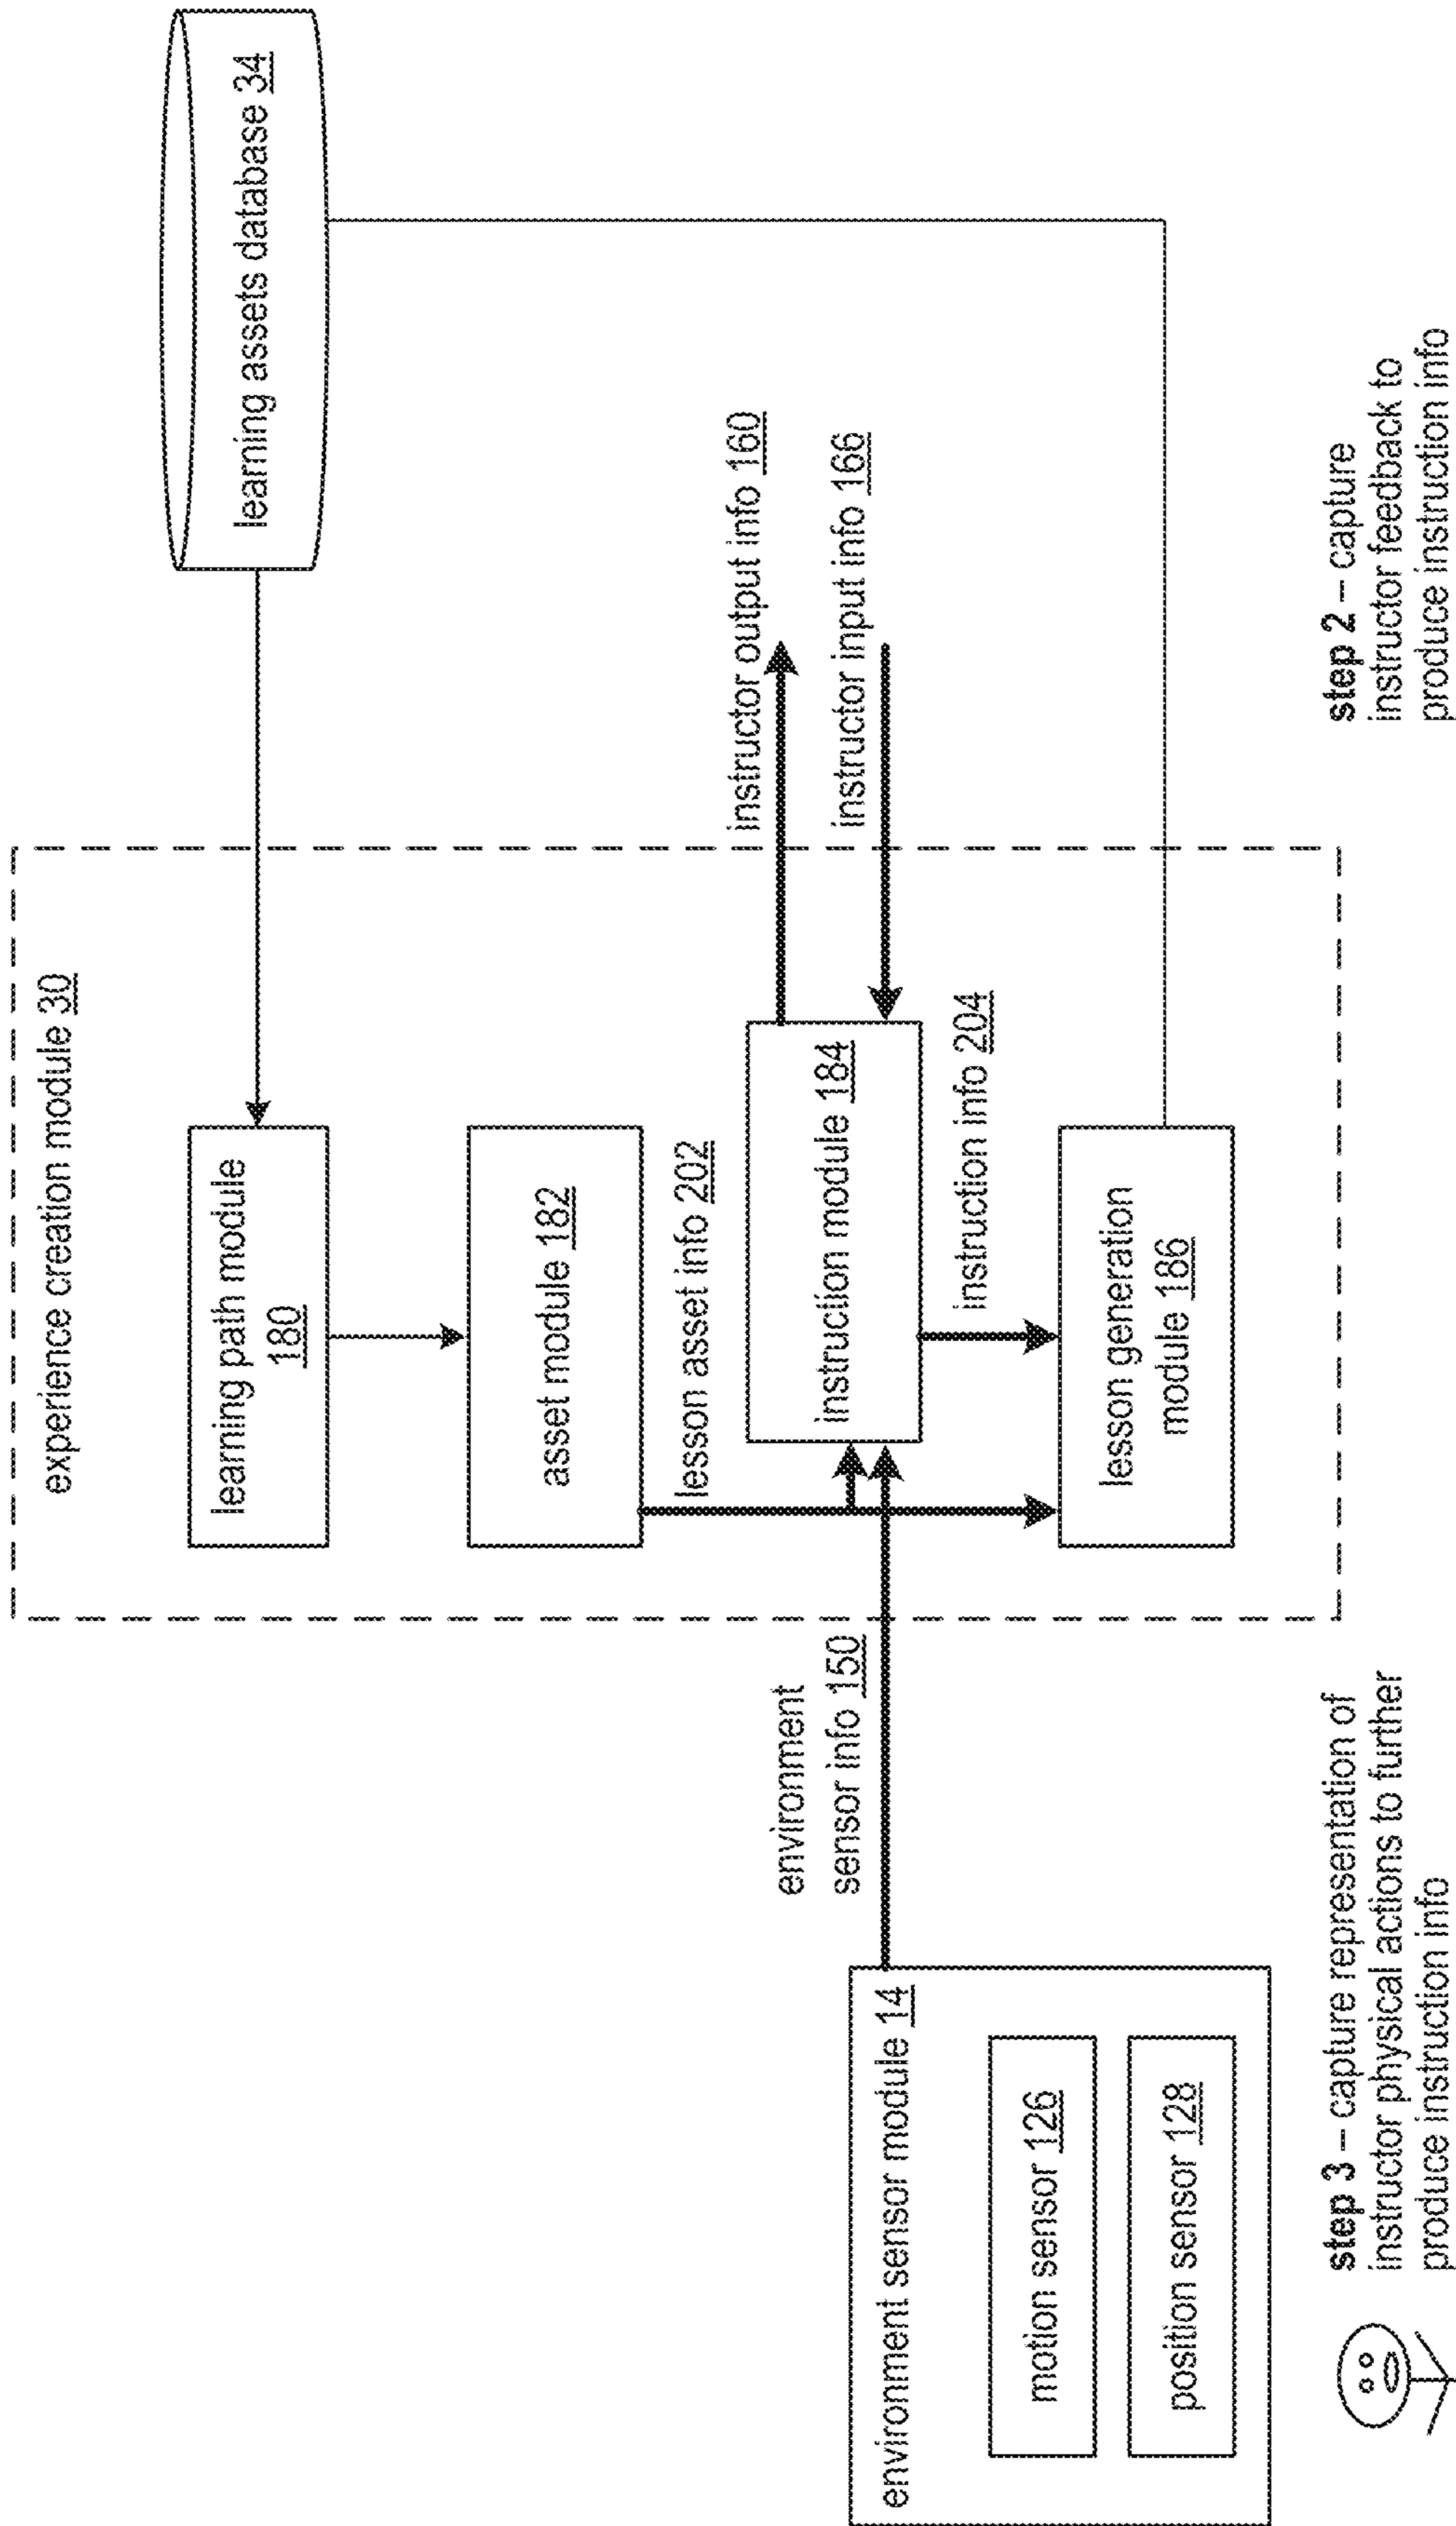 experience creation module 30
learning assets database 34
learning path module
180
asset module 182
lesson asset info 202
environment
sensor info 150
instruction module 184
instructor output info 160
instructor input info 166
environment sensor module 14
motion sensor 126
position sensor 128
instruction info 204
lesson generation
module 186
step 3 – capture representation of
instructor physical actions to further
produce instruction info
step 2 – capture
instructor feedback to
produce instruction info